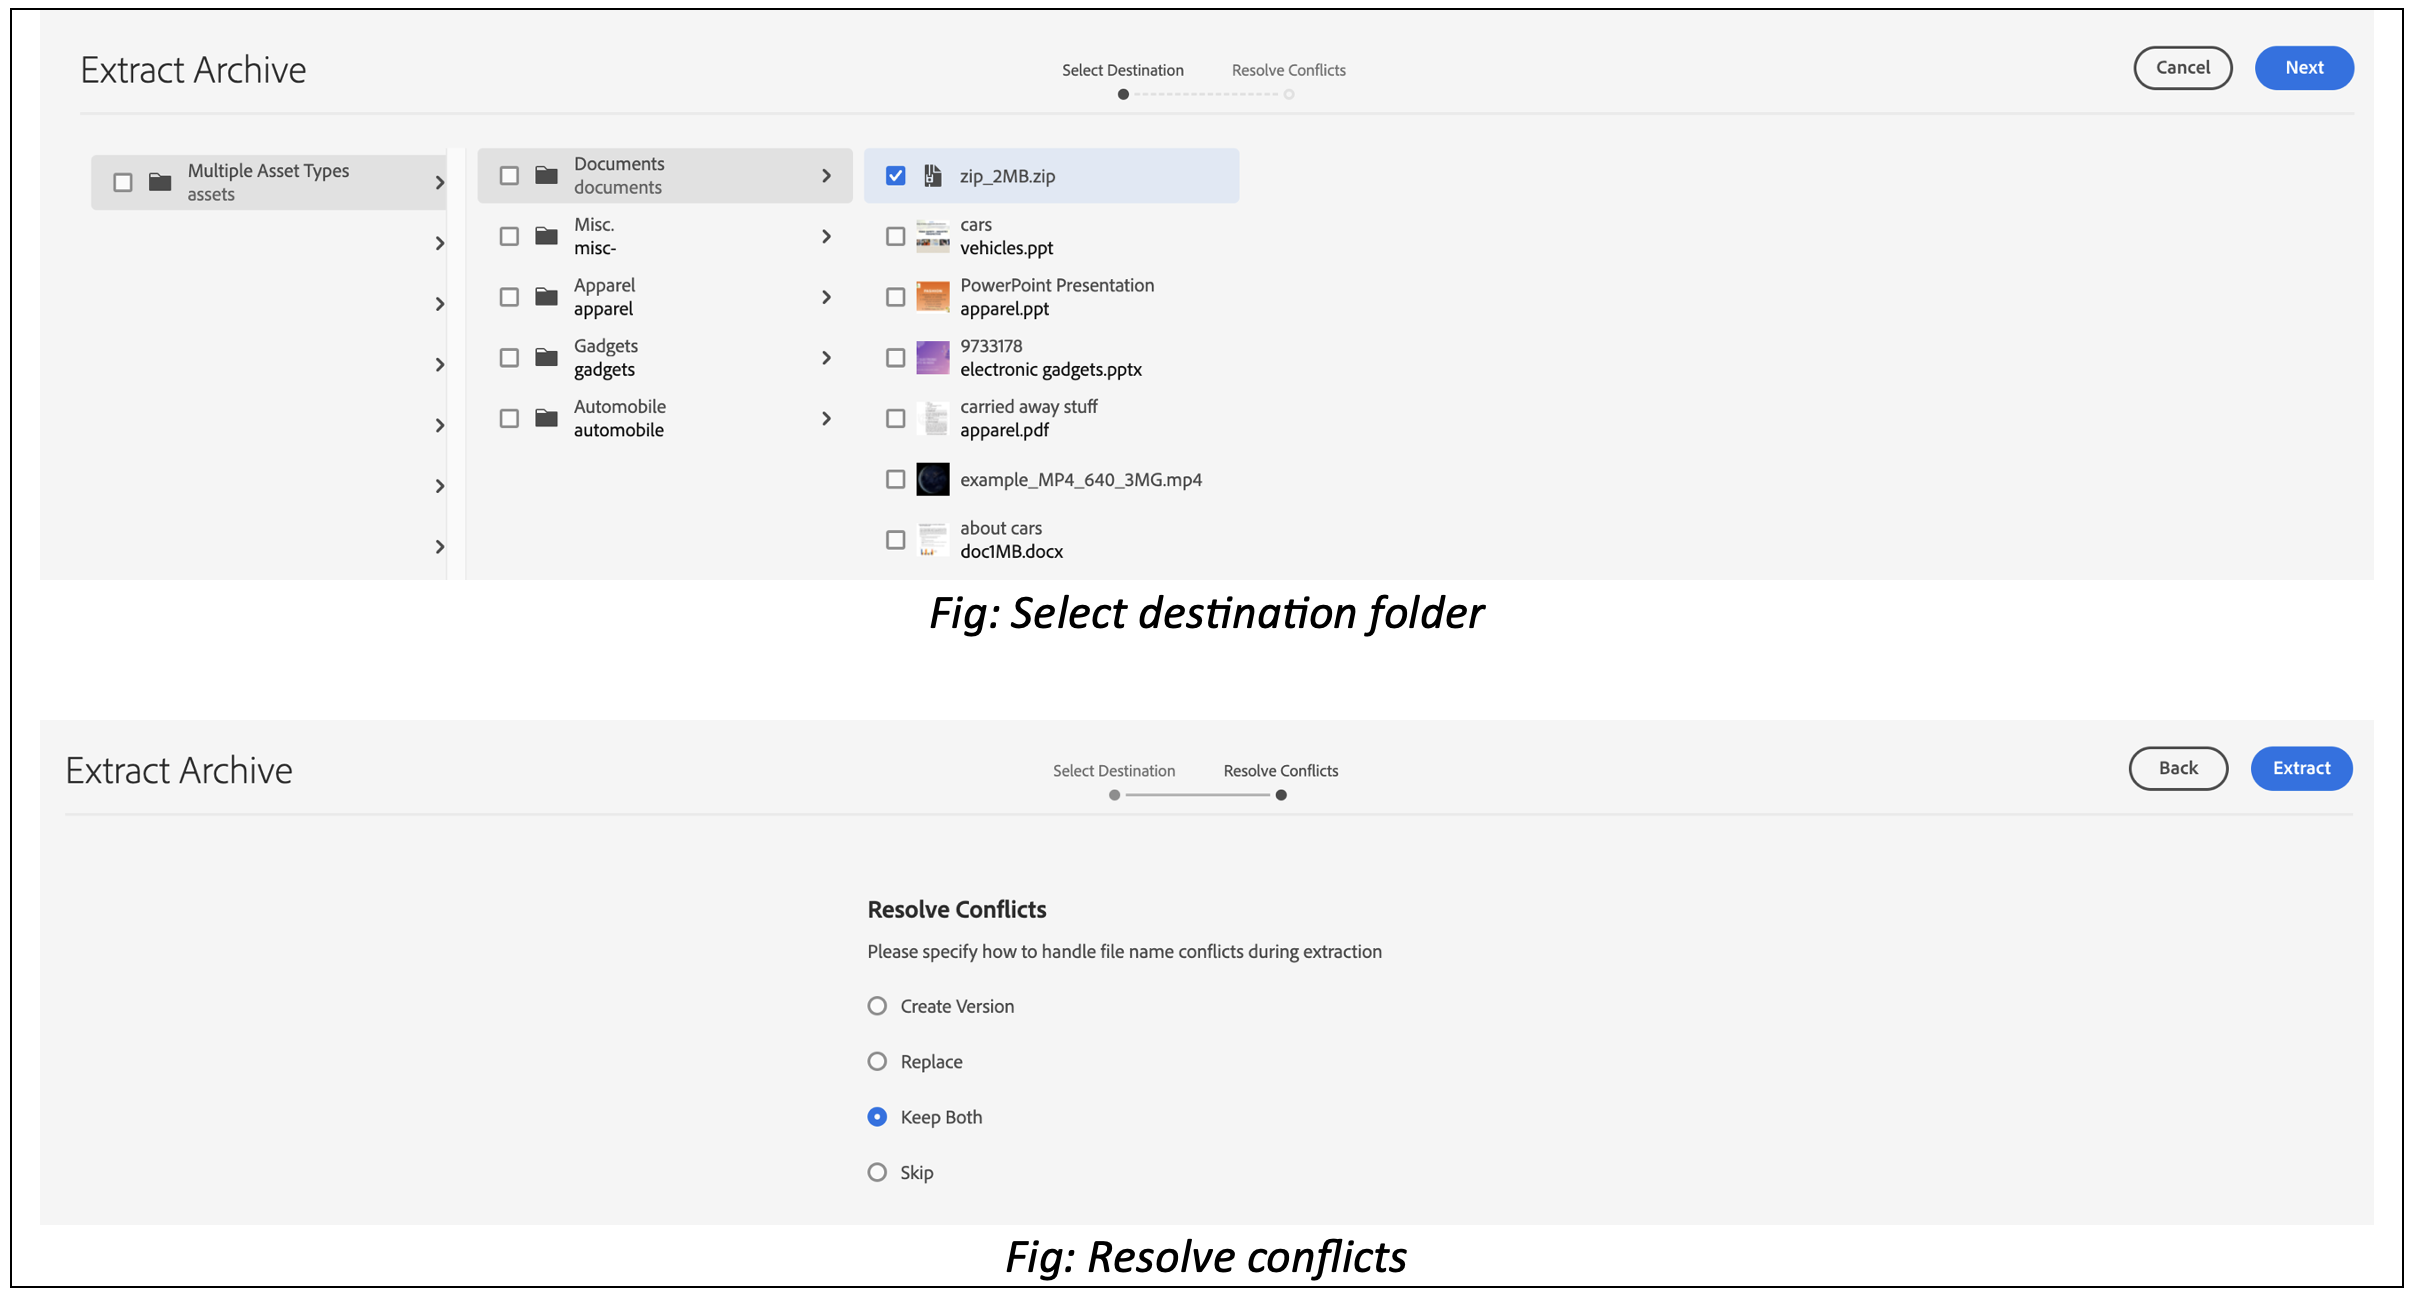 Extract Archive
Select Destination
Resolve Conflicts
Cancel
Next
Multiple Asset Types
assets
Documents
documents
Misc.
misc-
Apparel
apparel
Gadgets
gadgets
Automobile
automobile
zip_2MB.zip
cars
vehicles.ppt
PowerPoint Presentation
apparel.ppt
9733178
electronic gadgets.pptx
carried away stuff
apparel.pdf
example_MP4_640_3MG.mp4
about cars
doc1MB.docx
Fig: Select destination folder
Extract Archive
Select Destination
Resolve Conflicts
Back
Extract
Resolve Conflicts
Please specify how to handle file name conflicts during extraction
Create Version
Replace
Keep Both
Skip
Fig: Resolve conflicts